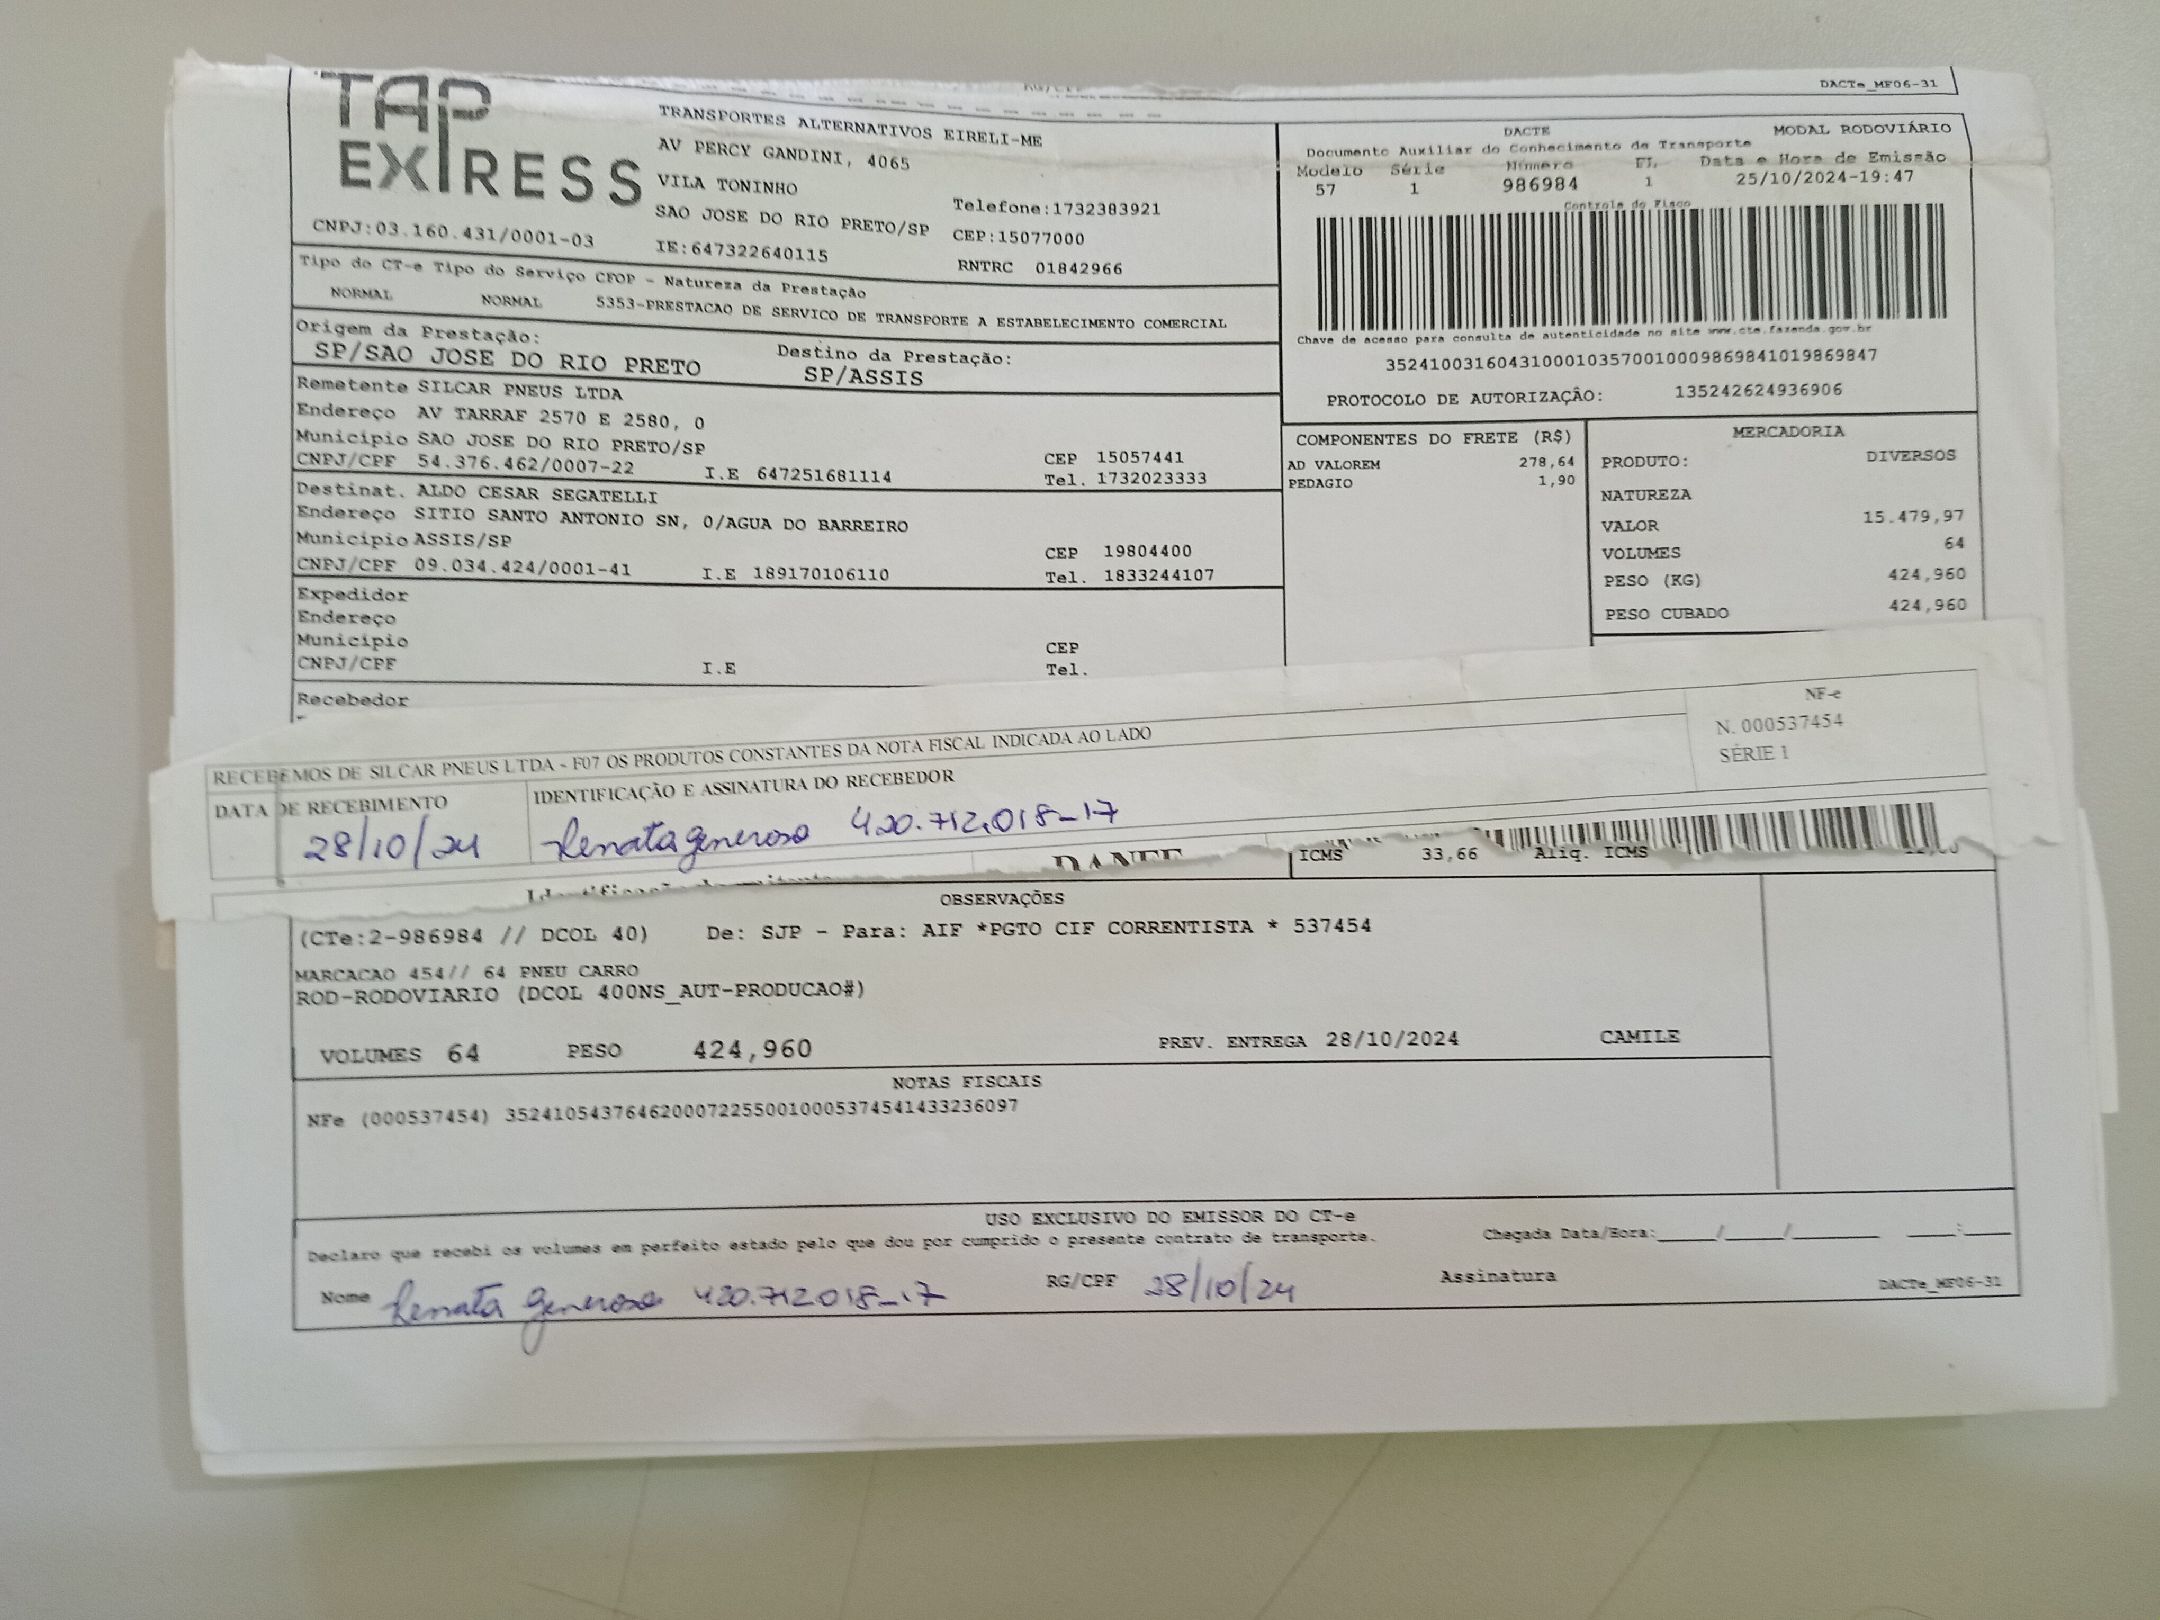 DACTe_MF06-31
TAP EXPRESS
TRANSPORTES ALTERNATIVOS EIRELI-ME
AV PERCY GANDINI, 4065
VILA TONINHO
SAO JOSE DO RIO PRETO/SP
Telefone:1732383921
CEP:15077000
CNPJ:03.160.431/0001-03
IE:647322640115
RNTRC 01842966
DACTE
MODAL RODOVIÁRIO
Documento Auxiliar do Conhecimento de Transporte
Modelo Série Número FL Data e Hora de Emissão
57 1 986984 1 25/10/2024-19:47
Controle do Fisco
Chave de acesso para consulta de autenticidade no site www.cte.fazenda.gov.br
35241003160431000103570010009869841019869847
PROTOCOLO DE AUTORIZAÇÃO: 135242624936906
Tipo do CT-e Tipo do Serviço CFOP - Natureza da Prestação
NORMAL NORMAL 5353-PRESTACAO DE SERVICO DE TRANSPORTE A ESTABELECIMENTO COMERCIAL
Origem da Prestação: Destino da Prestação:
SP/SAO JOSE DO RIO PRETO SP/ASSIS
Remetente SILCAR PNEUS LTDA
Endereço AV TARRAF 2570 E 2580, 0
Município SAO JOSE DO RIO PRETO/SP CEP 15057441
CNPJ/CPF 54.376.462/0007-22 I.E 647251681114 Tel. 1732023333
Destinat. ALDO CESAR SEGATELLI
Endereço SITIO SANTO ANTONIO SN, 0/AGUA DO BARREIRO
Município ASSIS/SP CEP 19804400
CNPJ/CPF 09.034.424/0001-41 I.E 189170106110 Tel. 1833244107
Expedidor
Endereço
Município CEP
CNPJ/CPF I.E Tel.
Recebedor
COMPONENTES DO FRETE (R$)
AD VALOREM 278,64
PEDAGIO 1,90
MERCADORIA
PRODUTO: DIVERSOS
NATUREZA
VALOR 15.479,97
VOLUMES 64
PESO (KG) 424,960
PESO CUBADO 424,960
RECEBEMOS DE SILCAR PNEUS LTDA - F07 OS PRODUTOS CONSTANTES DA NOTA FISCAL INDICADA AO LADO
NF-e
N. 000537454
SÉRIE 1
DATA DE RECEBIMENTO IDENTIFICAÇÃO E ASSINATURA DO RECEBEDOR
28/10/24 Renata generoso 420.712.018-17
DANFE
ICMS 33,66 Aliq. ICMS
OBSERVAÇÕES
(CTe:2-986984 // DCOL 40) De: SJP - Para: AIF *PGTO CIF CORRENTISTA * 537454
MARCACAO 454// 64 PNEU CARRO
ROD-RODOVIARIO (DCOL 400NS_AUT-PRODUCAO#)
VOLUMES 64 PESO 424,960 PREV. ENTREGA 28/10/2024 CAMILE
NOTAS FISCAIS
NFe (000537454) 35241054376462000722550010005374541433236097
USO EXCLUSIVO DO EMISSOR DO CT-e
Declaro que recebi os volumes em perfeito estado pelo que dou por cumprido o presente contrato de transporte. Chegada Data/Hora:____/____/______ ____:____
Nome Renata generoso 420.712018-17 RG/CPF 28/10/24 Assinatura
DACTe_MF06-31